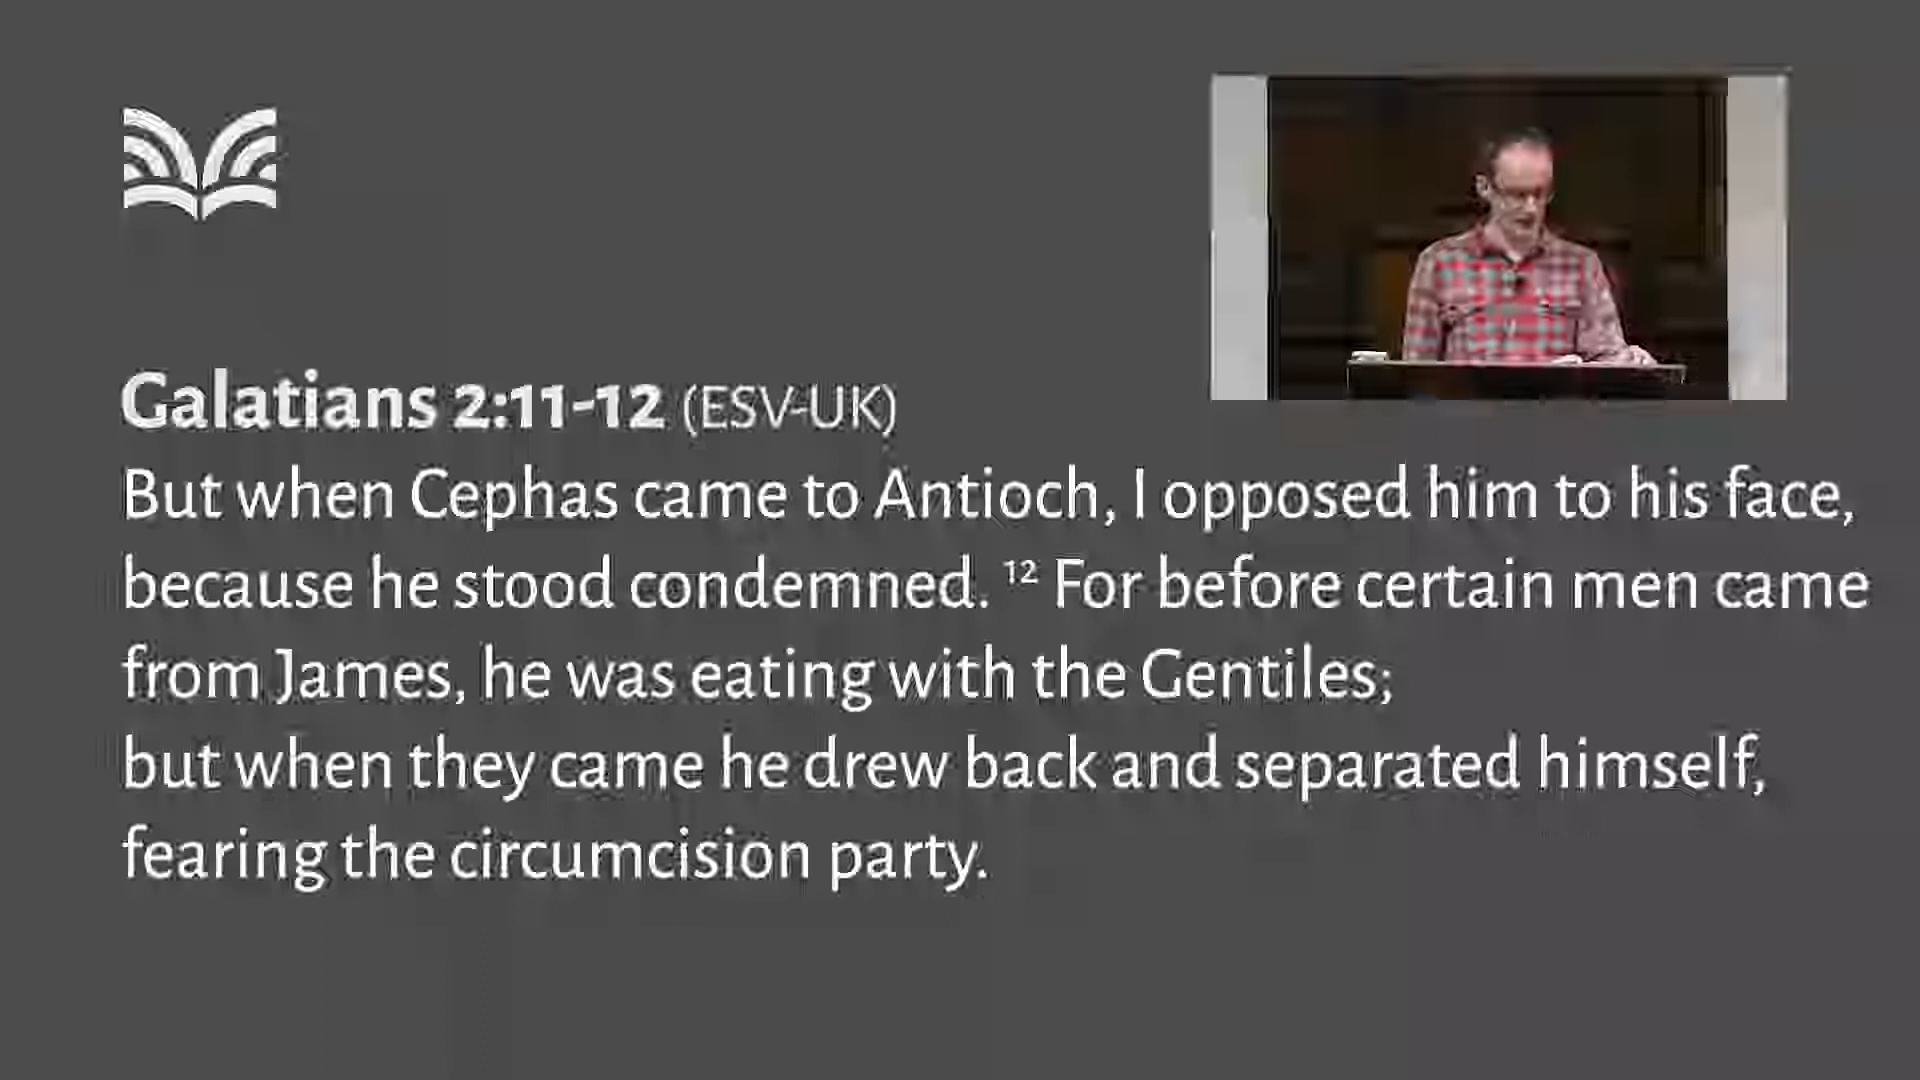 Galatians 2:11-12 (ESV-UK)
But when Cephas came to Antioch, I opposed him to his face,
because he stood condemned. ¹² For before certain men came
from James, he was eating with the Gentiles;
but when they came he drew back and separated himself,
fearing the circumcision party.